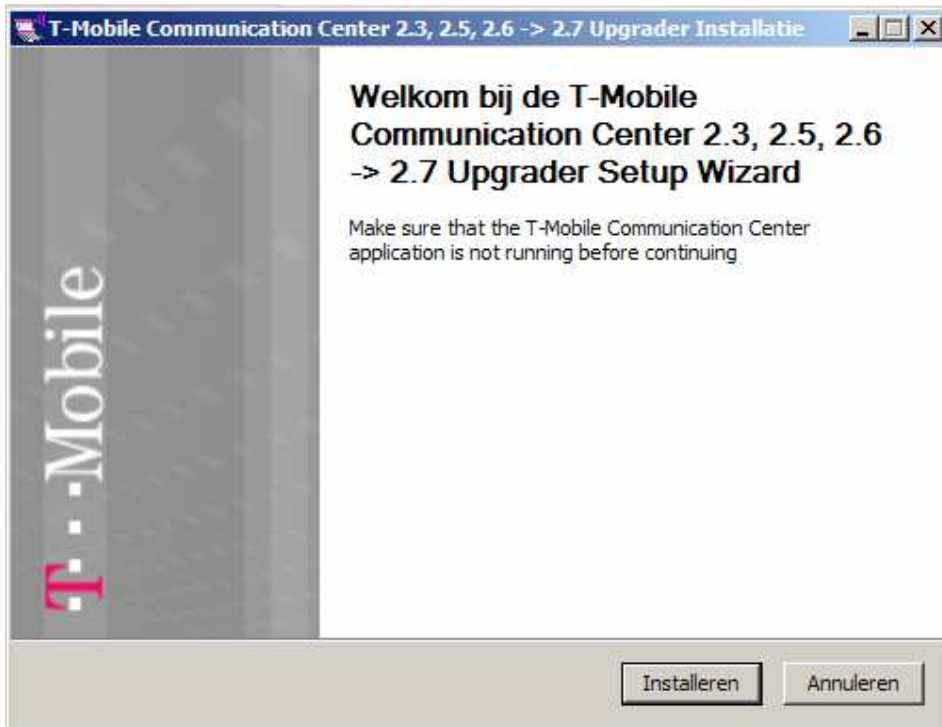 T-Mobile Communication Center 2.3, 2.5, 2.6 -> 2.7 Upgrader Installatie
Welkom bij de T-Mobile
Communication Center 2.3, 2.5, 2.6
-> 2.7 Upgrader Setup Wizard
Make sure that the T-Mobile Communication Center
application is not running before continuing
T · · · Mobile
Installeren
Annuleren